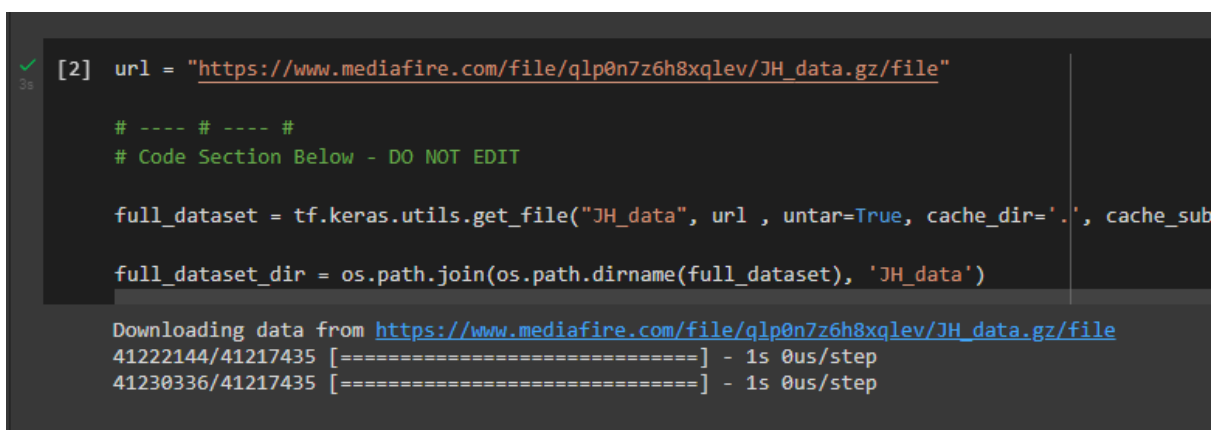 [2] url = "https://www.mediafire.com/file/qlp0n7z6h8xqlev/JH_data.gz/file"
3s
# ---- # ---- #
# Code Section Below - DO NOT EDIT
full_dataset = tf.keras.utils.get_file("JH_data", url , untar=True, cache_dir='.', cache_sub
full_dataset_dir = os.path.join(os.path.dirname(full_dataset), 'JH_data')
Downloading data from https://www.mediafire.com/file/qlp0n7z6h8xqlev/JH_data.gz/file
41222144/41217435 [==============================] - 1s 0us/step
41230336/41217435 [==============================] - 1s 0us/step